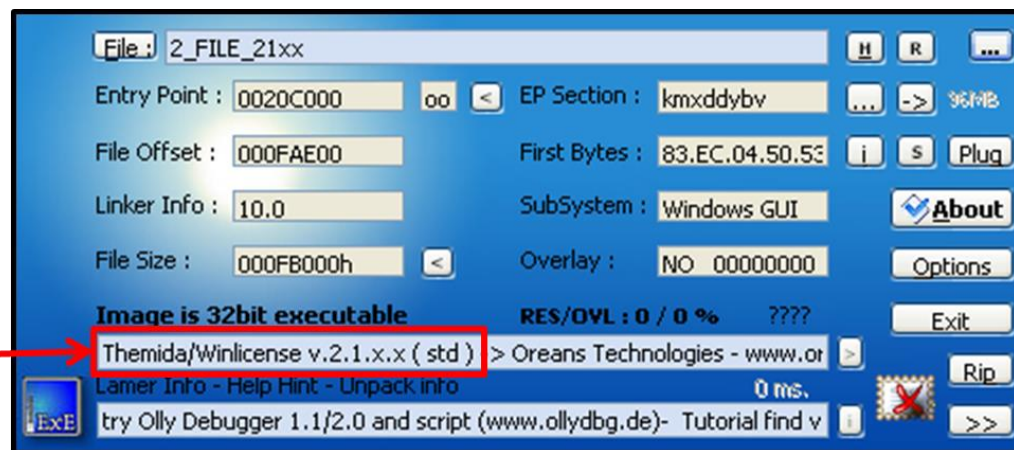 File : 2_FILE_21xx H R ...
Entry Point : 0020C000 oo < EP Section : kmxddybv ... -> 96MB
File Offset : 000FAE00 First Bytes : 83.EC.04.50.53 i S Plug
Linker Info : 10.0 SubSystem : Windows GUI About
File Size : 000FB000h < Overlay : NO 00000000 Options
Image is 32bit executable RES/OVL : 0 / 0 % ???? Exit
Themida/Winlicense v.2.1.x.x ( std ) > Oreans Technologies - www.or >
Lamer Info - Help Hint - Unpack info 0 ms. Rip
ExE try Olly Debugger 1.1/2.0 and script (www.ollydbg.de)- Tutorial find v i >>